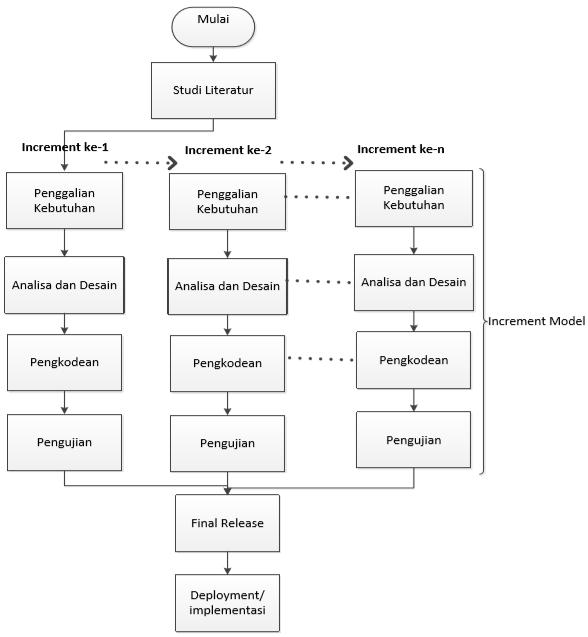 Mulai
Studi Literatur
Increment ke-1
Increment ke-2
Increment ke-n
Penggalian
Kebutuhan
Penggalian
Kebutuhan
Penggalian
Kebutuhan
Analisa dan Desain
Analisa dan Desain
Analisa dan Desain
Increment Model
Pengkodean
Pengkodean
Pengkodean
Pengujian
Pengujian
Pengujian
Final Release
Deployment/
implementasi